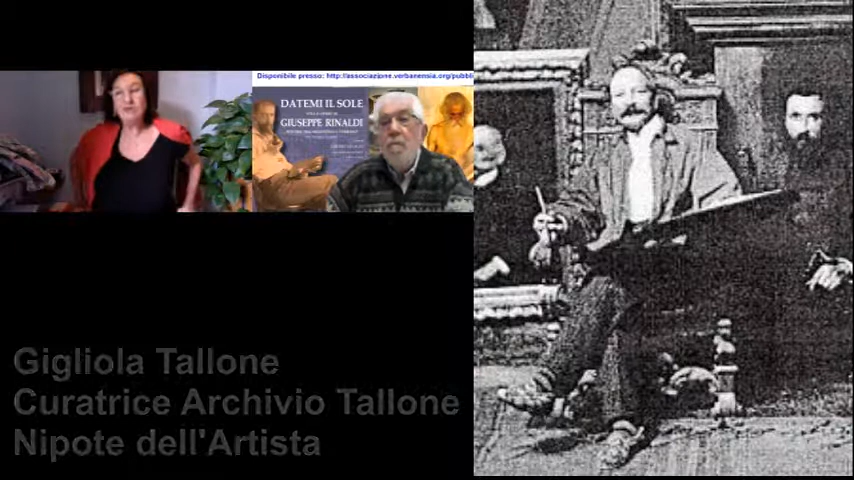 Disponibile presso: http://associazione.verbanensia.org/pubbli
DATEMI IL SOLE
GIUSEPPE RINALDI
Gigliola Tallone
Curatrice Archivio Tallone
Nipote dell'Artista